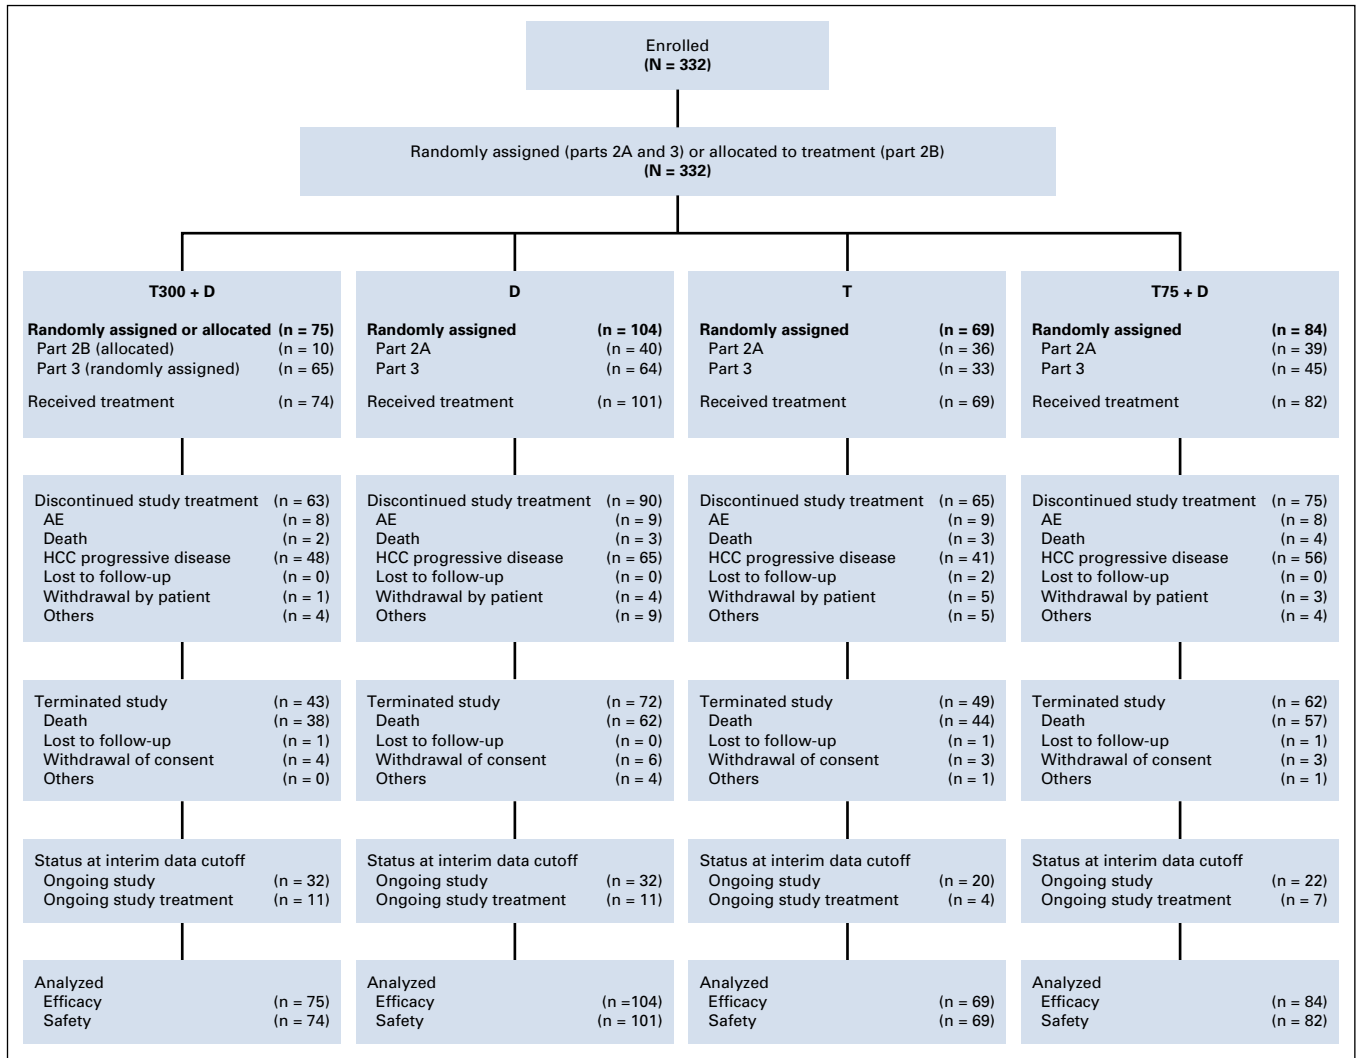 Enrolled
(N = 332)
Randomly assigned (parts 2A and 3) or allocated to treatment (part 2B)
(N = 332)
T300 + D
Randomly assigned or allocated (n = 75)
Part 2B (allocated) (n = 10)
Part 3 (randomly assigned) (n = 65)
Received treatment (n = 74)
Discontinued study treatment (n = 63)
AE (n = 8)
Death (n = 2)
HCC progressive disease (n = 48)
Lost to follow-up (n = 0)
Withdrawal by patient (n = 1)
Others (n = 4)
Terminated study (n = 43)
Death (n = 38)
Lost to follow-up (n = 1)
Withdrawal of consent (n = 4)
Others (n = 0)
Status at interim data cutoff
Ongoing study (n = 32)
Ongoing study treatment (n = 11)
Analyzed
Efficacy (n = 75)
Safety (n = 74)
D
Randomly assigned (n = 104)
Part 2A (n = 40)
Part 3 (n = 64)
Received treatment (n = 101)
Discontinued study treatment (n = 90)
AE (n = 9)
Death (n = 3)
HCC progressive disease (n = 65)
Lost to follow-up (n = 0)
Withdrawal by patient (n = 4)
Others (n = 9)
Terminated study (n = 72)
Death (n = 62)
Lost to follow-up (n = 0)
Withdrawal of consent (n = 6)
Others (n = 4)
Status at interim data cutoff
Ongoing study (n = 32)
Ongoing study treatment (n = 11)
Analyzed
Efficacy (n =104)
Safety (n = 101)
T
Randomly assigned (n = 69)
Part 2A (n = 36)
Part 3 (n = 33)
Received treatment (n = 69)
Discontinued study treatment (n = 65)
AE (n = 9)
Death (n = 3)
HCC progressive disease (n = 41)
Lost to follow-up (n = 2)
Withdrawal by patient (n = 5)
Others (n = 5)
Terminated study (n = 49)
Death (n = 44)
Lost to follow-up (n = 1)
Withdrawal of consent (n = 3)
Others (n = 1)
Status at interim data cutoff
Ongoing study (n = 20)
Ongoing study treatment (n = 4)
Analyzed
Efficacy (n = 69)
Safety (n = 69)
T75 + D
Randomly assigned (n = 84)
Part 2A (n = 39)
Part 3 (n = 45)
Received treatment (n = 82)
Discontinued study treatment (n = 75)
AE (n = 8)
Death (n = 4)
HCC progressive disease (n = 56)
Lost to follow-up (n = 0)
Withdrawal by patient (n = 3)
Others (n = 4)
Terminated study (n = 62)
Death (n = 57)
Lost to follow-up (n = 1)
Withdrawal of consent (n = 3)
Others (n = 1)
Status at interim data cutoff
Ongoing study (n = 22)
Ongoing study treatment (n = 7)
Analyzed
Efficacy (n = 84)
Safety (n = 82)